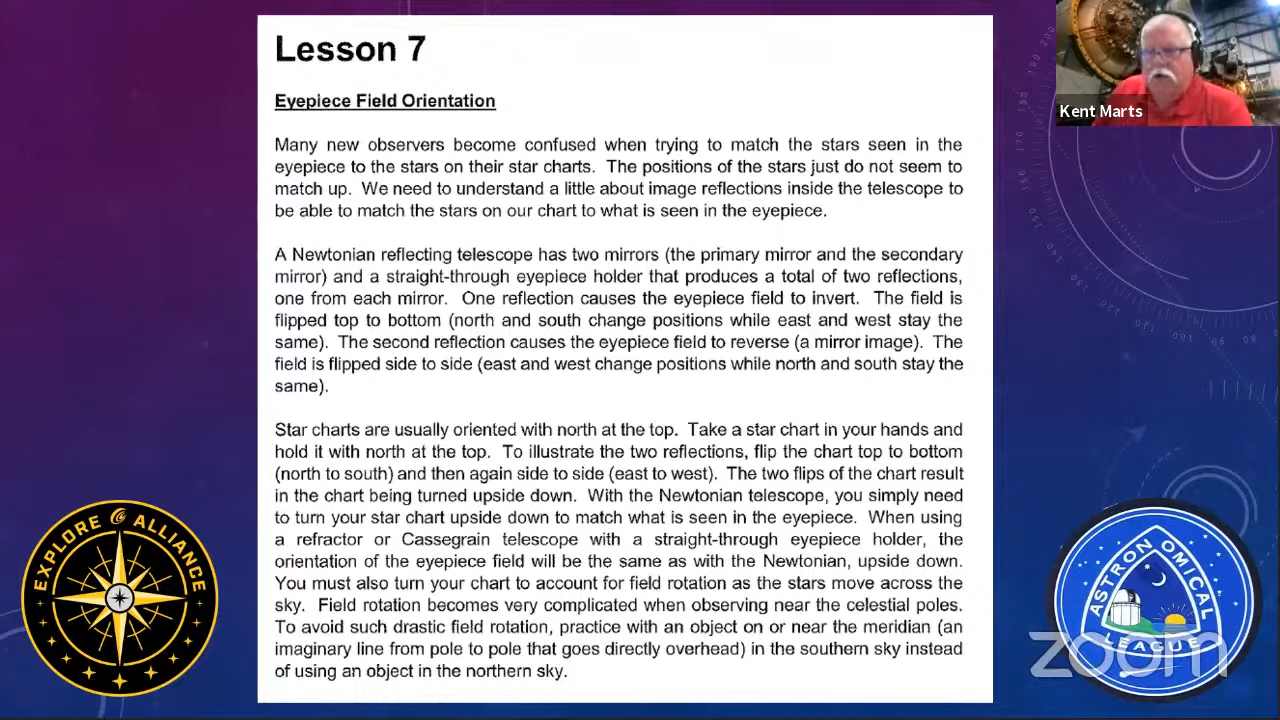 Lesson 7
Kent Marts
Eyepiece Field Orientation
Many new observers become confused when trying to match the stars seen in the
eyepiece to the stars on their star charts. The positions of the stars just do not seem to
match up. We need to understand a little about image reflections inside the telescope to
be able to match the stars on our chart to what is seen in the eyepiece.
A Newtonian reflecting telescope has two mirrors (the primary mirror and the secondary
mirror) and a straight-through eyepiece holder that produces a total of two reflections,
one from each mirror. One reflection causes the eyepiece field to invert. The field is
flipped top to bottom (north and south change positions while east and west stay the
same). The second reflection causes the eyepiece field to reverse (a mirror image). The
field is flipped side to side (east and west change positions while north and south stay the
same).
Star charts are usually oriented with north at the top. Take a star chart in your hands and
hold it with north at the top. To illustrate the two reflections, flip the chart top to bottom
(north to south) and then again side to side (east to west). The two flips of the chart result
in the chart being turned upside down. With the Newtonian telescope, you simply need
to turn your star chart upside down to match what is seen in the eyepiece. When using
a refractor or Cassegrain telescope with a straight-through eyepiece holder, the
orientation of the eyepiece field will be the same as with the Newtonian, upside down.
You must also turn your chart to account for field rotation as the stars move across the
sky. Field rotation becomes very complicated when observing near the celestial poles.
To avoid such drastic field rotation, practice with an object on or near the meridian (an
imaginary line from pole to pole that goes directly overhead) in the southern sky instead
of using an object in the northern sky.
EXPLORE ALLIANCE
ASTRONOMICAL
LEAGUE
zoom